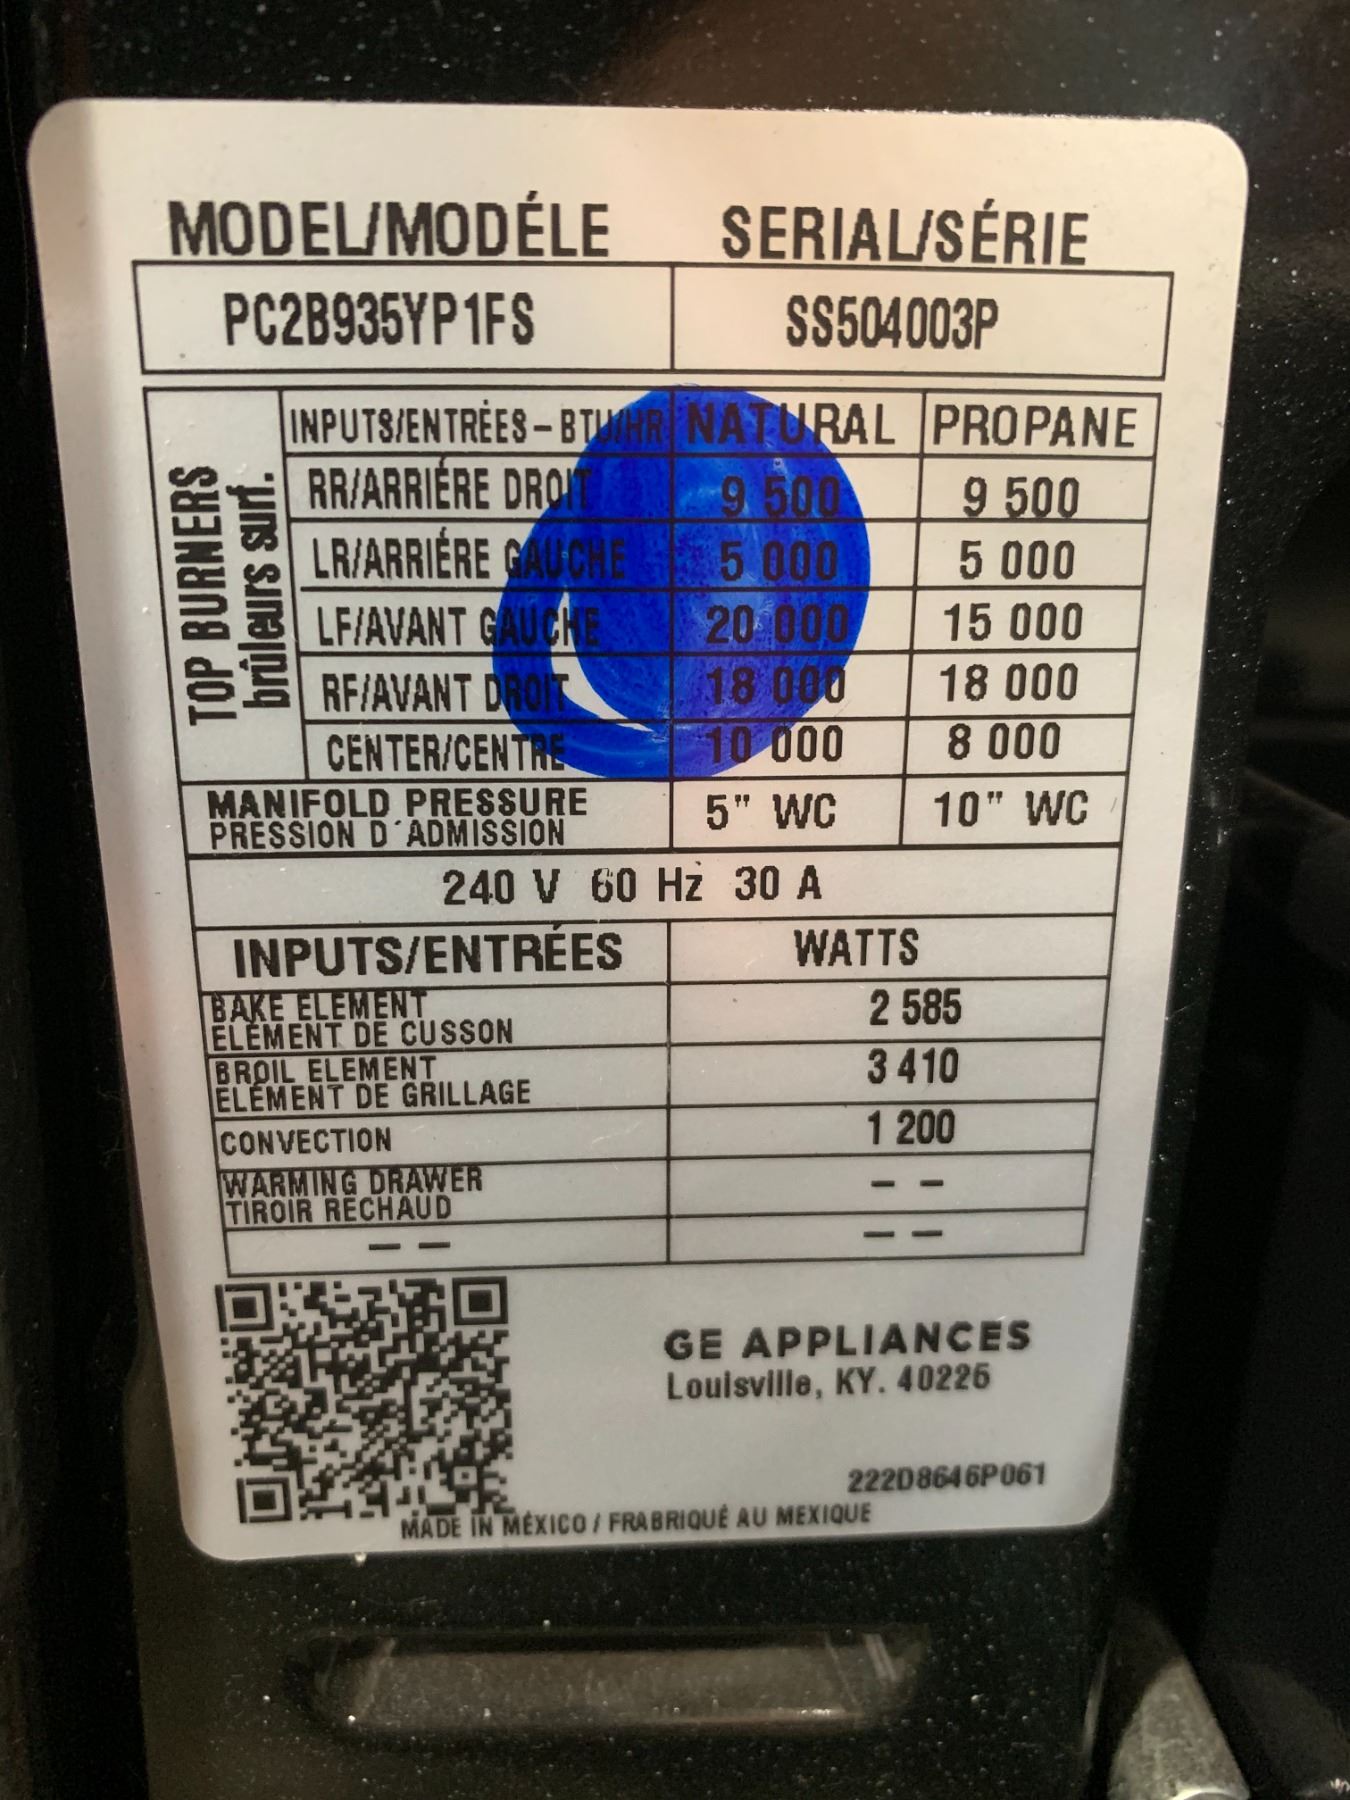 MODEL/MODÉLE SERIAL/SÉRIE
PC2B935YP1FS SS504003P
TOP BURNERS
brûleurs surf.
INPUTS/ENTRÉES – BTU/HR NATURAL PROPANE
RR/ARRIÉRE DROIT 9 500 9 500
LR/ARRIÉRE GAUCHE 5 000 5 000
LF/AVANT GAUCHE 20 000 15 000
RF/AVANT DROIT 18 000 18 000
CENTER/CENTRE 10 000 8 000
MANIFOLD PRESSURE 5" WC 10" WC
PRESSION D´ADMISSION
240 V 60 Hz 30 A
INPUTS/ENTRÉES WATTS
BAKE ELEMENT 2 585
ELÉMENT DE CUSSON
BROIL ELEMENT 3 410
ELÉMENT DE GRILLAGE
CONVECTION 1 200
WARMING DRAWER – –
TIROIR RECHAUD
– – – –
GE APPLIANCES
Louisville, KY. 40225
222D8646P061
MADE IN MÉXICO / FRABRIQUÉ AU MEXIQUE